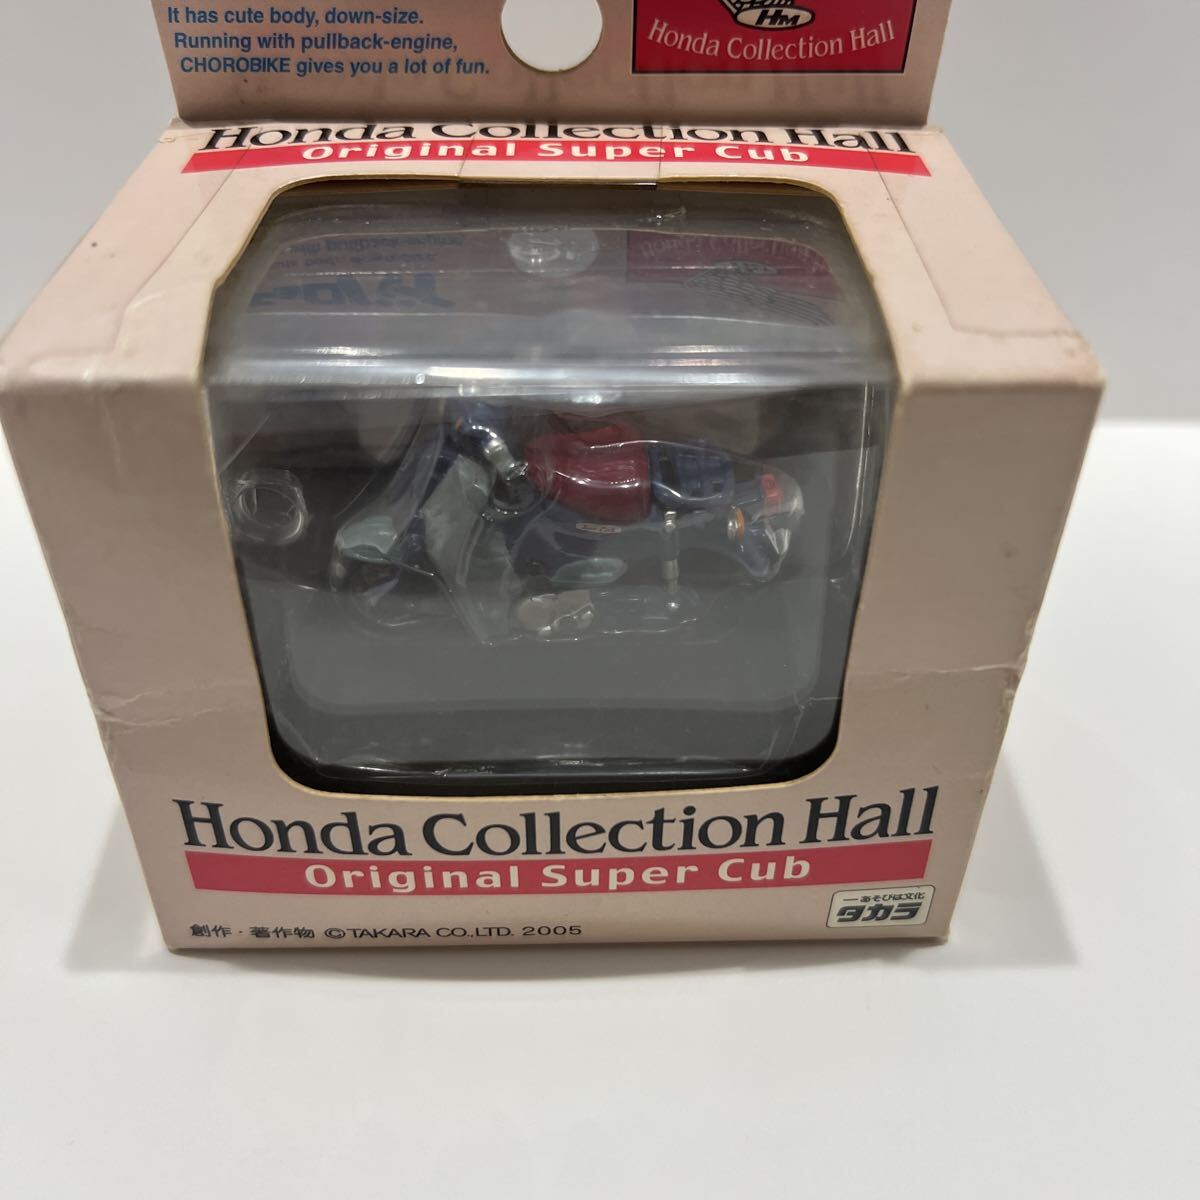 It has cute body, down-size.
Running with pullback-engine,
CHOROBIKE gives you a lot of fun.
HM
Honda Collection Hall
Honda Collection Hall
Original Super Cub
Honda Collection Hall
Original Super Cub
創作・著作物 ©TAKARA CO.,LTD. 2005
あそびは文化
タカラ